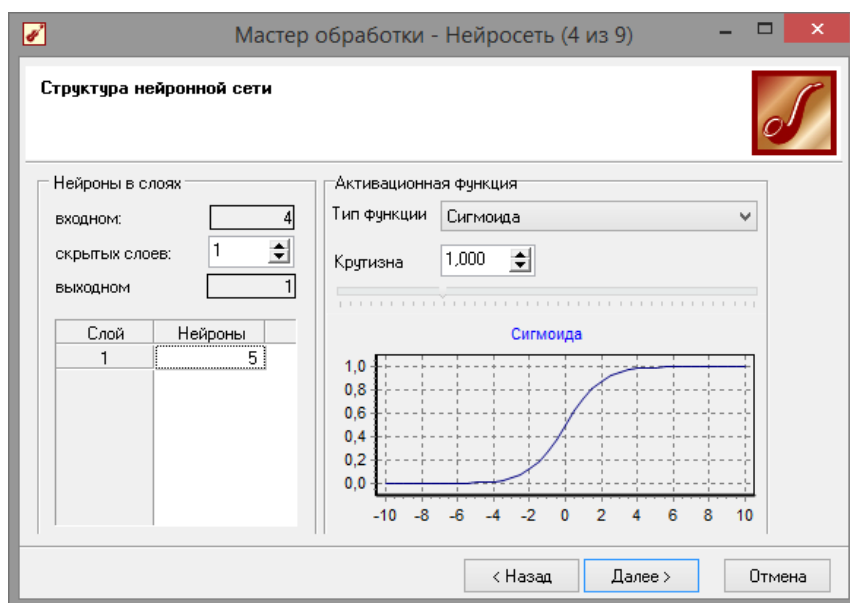 Мастер обработки - Нейросеть (4 из 9)
Структура нейронной сети
Нейроны в слоях
входном: 4
скрытых слоев: 1
выходном 1
Слой Нейроны
1 5
Активационная функция
Тип функции Сигмоида
Крутизна 1,000
Сигмоида
1,0
0,8
0,6
0,4
0,2
0,0
-10 -8 -6 -4 -2 0 2 4 6 8 10
< Назад Далее > Отмена